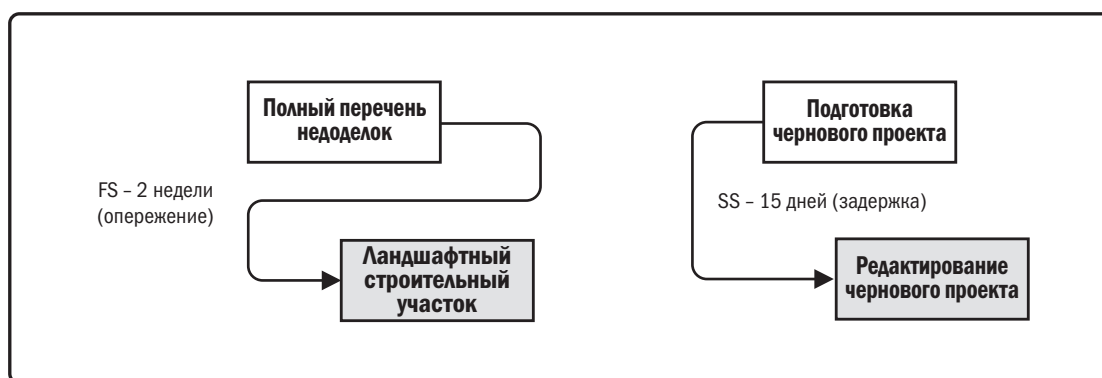 Полный перечень
недоделок
FS – 2 недели
(опережение)
Ландшафтный
строительный
участок
Подготовка
чернового проекта
SS – 15 дней (задержка)
Редактирование
чернового проекта